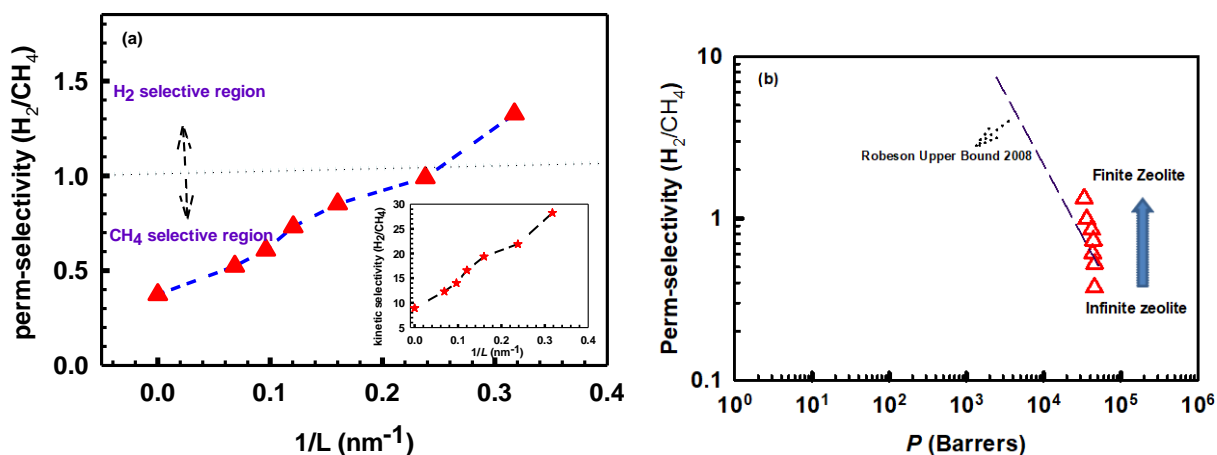 (a)
perm-selectivity (H2/CH4)
1.5
1.0
0.5
0.0
H2 selective region
CH4 selective region
0.0
0.1
0.2
0.3
0.4
1/L (nm-1)
kinetic selectivity (H2/CH4)
30
25
20
15
10
5
0.0
0.1
0.2
0.3
0.4
1/L (nm-1)
(b)
Perm-selectivity (H2/CH4)
10
1
0.1
Robeson Upper Bound 2008
Finite Zeolite
Infinite zeolite
10^0
10^1
10^2
10^3
10^4
10^5
10^6
P (Barrers)